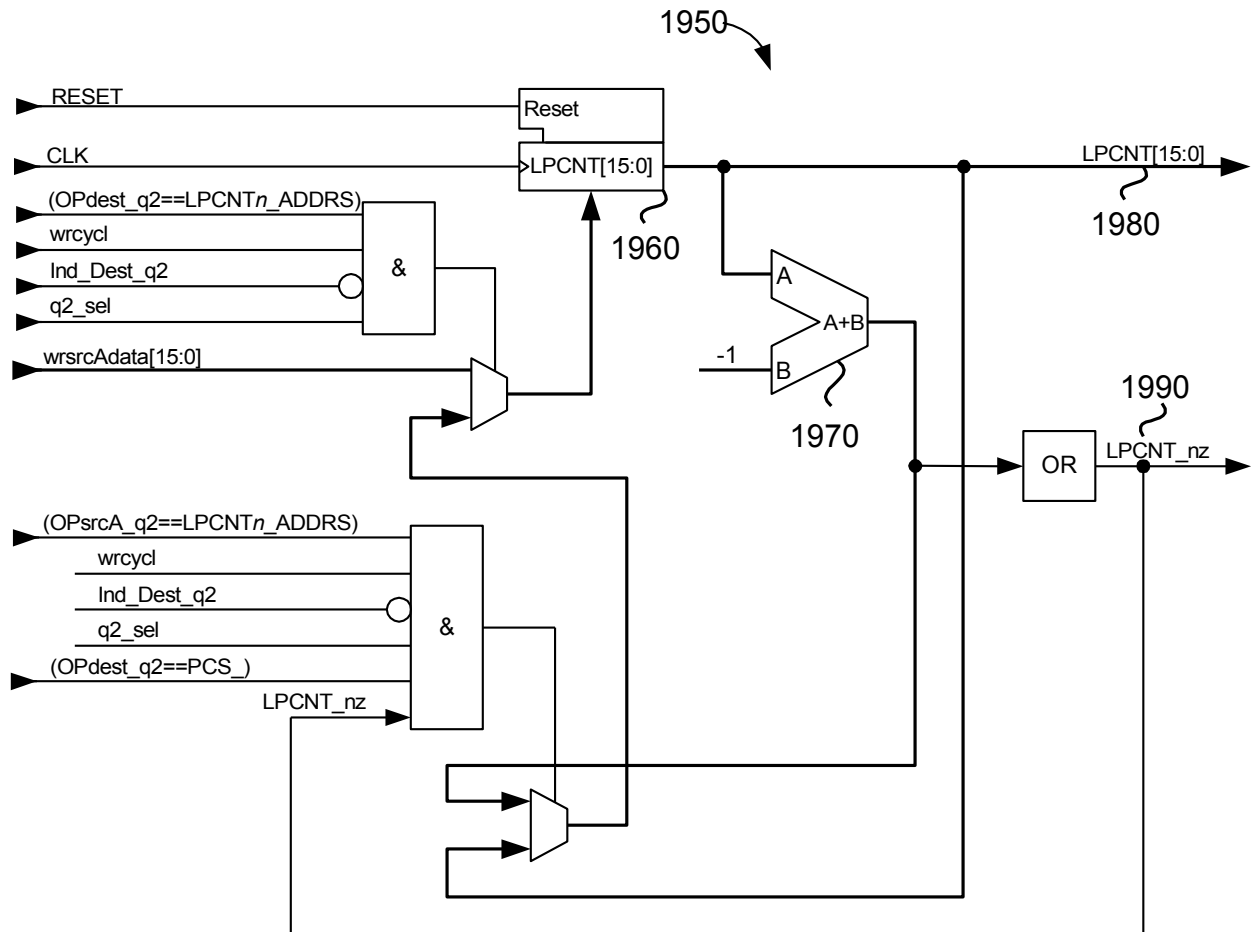 1950
RESET
Reset
CLK
LPCNT[15:0]
LPCNT[15:0]
(OPdest_q2==LPCNTn_ADDRS)
1960
1980
wrcycl
Ind_Dest_q2
&
A
q2_sel
A+B
wrsrcAdata[15:0]
-1
B
1990
1970
LPCNT_nz
OR
(OPsrcA_q2==LPCNTn_ADDRS)
wrcycl
Ind_Dest_q2
&
q2_sel
(OPdest_q2==PCS_)
LPCNT_nz